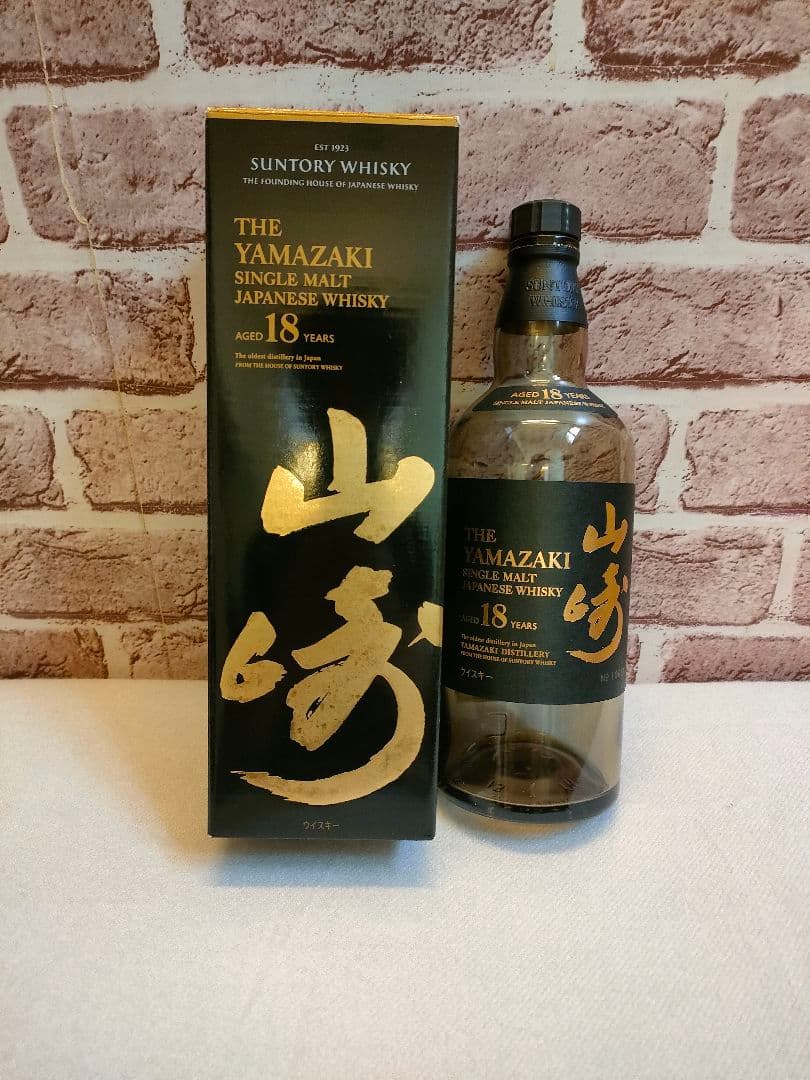 EST 1923
SUNTORY WHISKY
THE FOUNDING HOUSE OF JAPANESE WHISKY
THE
YAMAZAKI
SINGLE MALT
JAPANESE WHISKY
AGED 18 YEARS
The oldest distillery in Japan
FROM THE HOUSE OF SUNTORY WHISKY
山崎
ウイスキー
SUNTORY
WHISKY
AGED 18 YEARS
SINGLE MALT JAPANESE WHISKY
THE
YAMAZAKI
SINGLE MALT
JAPANESE WHISKY
AGED 18 YEARS
The oldest distillery in Japan
YAMAZAKI DISTILLERY
FROM THE HOUSE OF SUNTORY WHISKY
山崎
ウイスキー